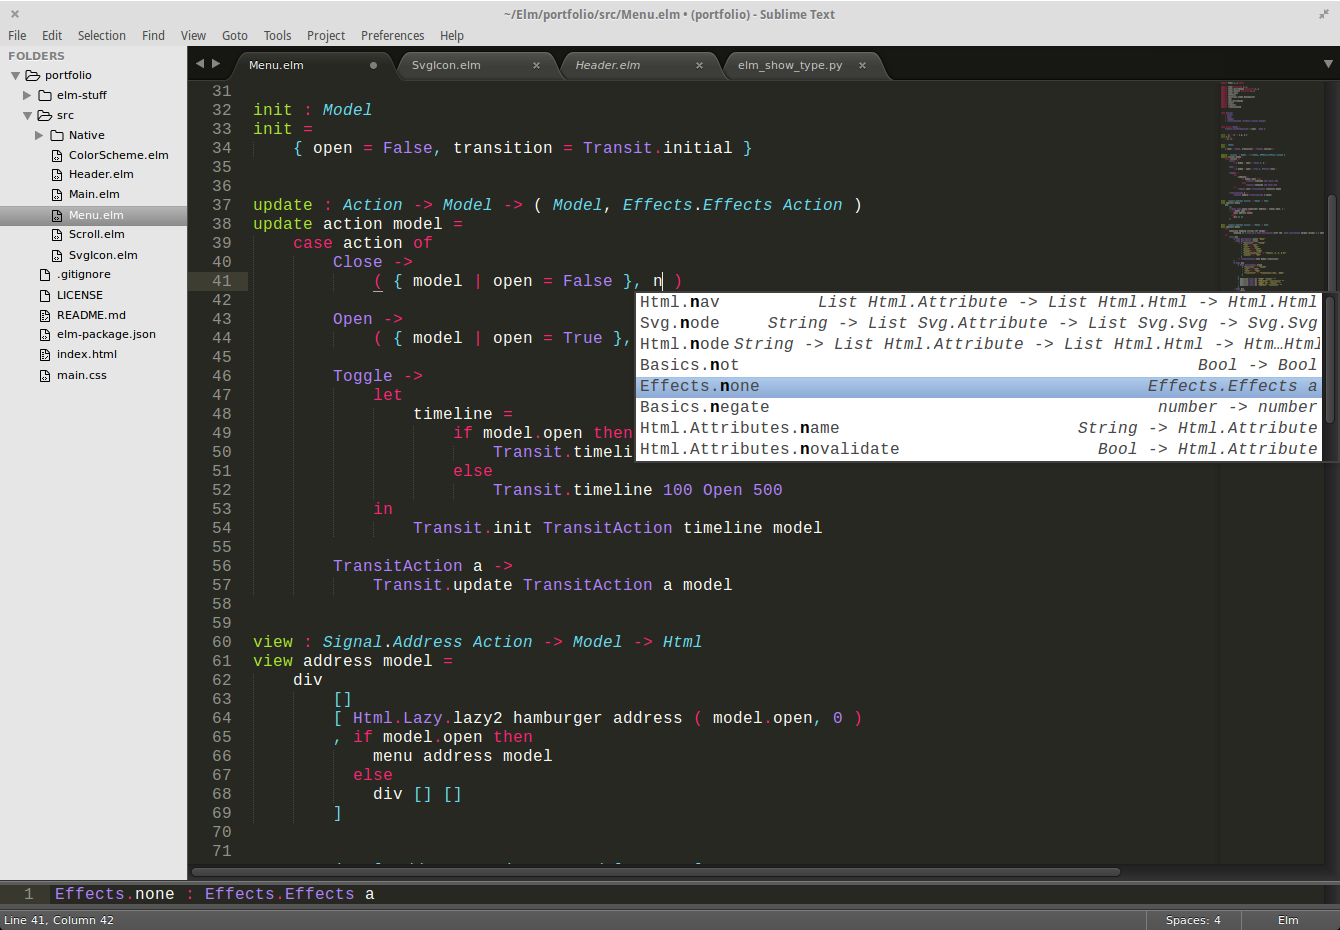 ~/Elm/portfolio/src/Menu.elm • (portfolio) - Sublime Text
File Edit Selection Find View Goto Tools Project Preferences Help
FOLDERS
portfolio
elm-stuff
src
Native
ColorScheme.elm
Header.elm
Main.elm
Menu.elm
Scroll.elm
SvgIcon.elm
.gitignore
LICENSE
README.md
elm-package.json
index.html
main.css
Menu.elm SvgIcon.elm Header.elm elm_show_type.py
31
32 init : Model
33 init =
34 { open = False, transition = Transit.initial }
35
36
37 update : Action -> Model -> ( Model, Effects.Effects Action )
38 update action model =
39 case action of
40 Close ->
41 ( { model | open = False }, n )
42
43 Open ->
44 ( { model | open = True },
45
46 Toggle ->
47 let
48 timeline =
49 if model.open then
50 Transit.timeli
51 else
52 Transit.timeline 100 Open 500
53 in
54 Transit.init TransitAction timeline model
55
56 TransitAction a ->
57 Transit.update TransitAction a model
58
59
60 view : Signal.Address Action -> Model -> Html
61 view address model =
62 div
63 []
64 [ Html.Lazy.lazy2 hamburger address ( model.open, 0 )
65 , if model.open then
66 menu address model
67 else
68 div [] []
69 ]
70
71
Html.nav List Html.Attribute -> List Html.Html -> Html.Html
Svg.node String -> List Svg.Attribute -> List Svg.Svg -> Svg.Svg
Html.node String -> List Html.Attribute -> List Html.Html -> Htm…Html
Basics.not Bool -> Bool
Effects.none Effects.Effects a
Basics.negate number -> number
Html.Attributes.name String -> Html.Attribute
Html.Attributes.novalidate Bool -> Html.Attribute
1 Effects.none : Effects.Effects a
Line 41, Column 42 Spaces: 4 Elm